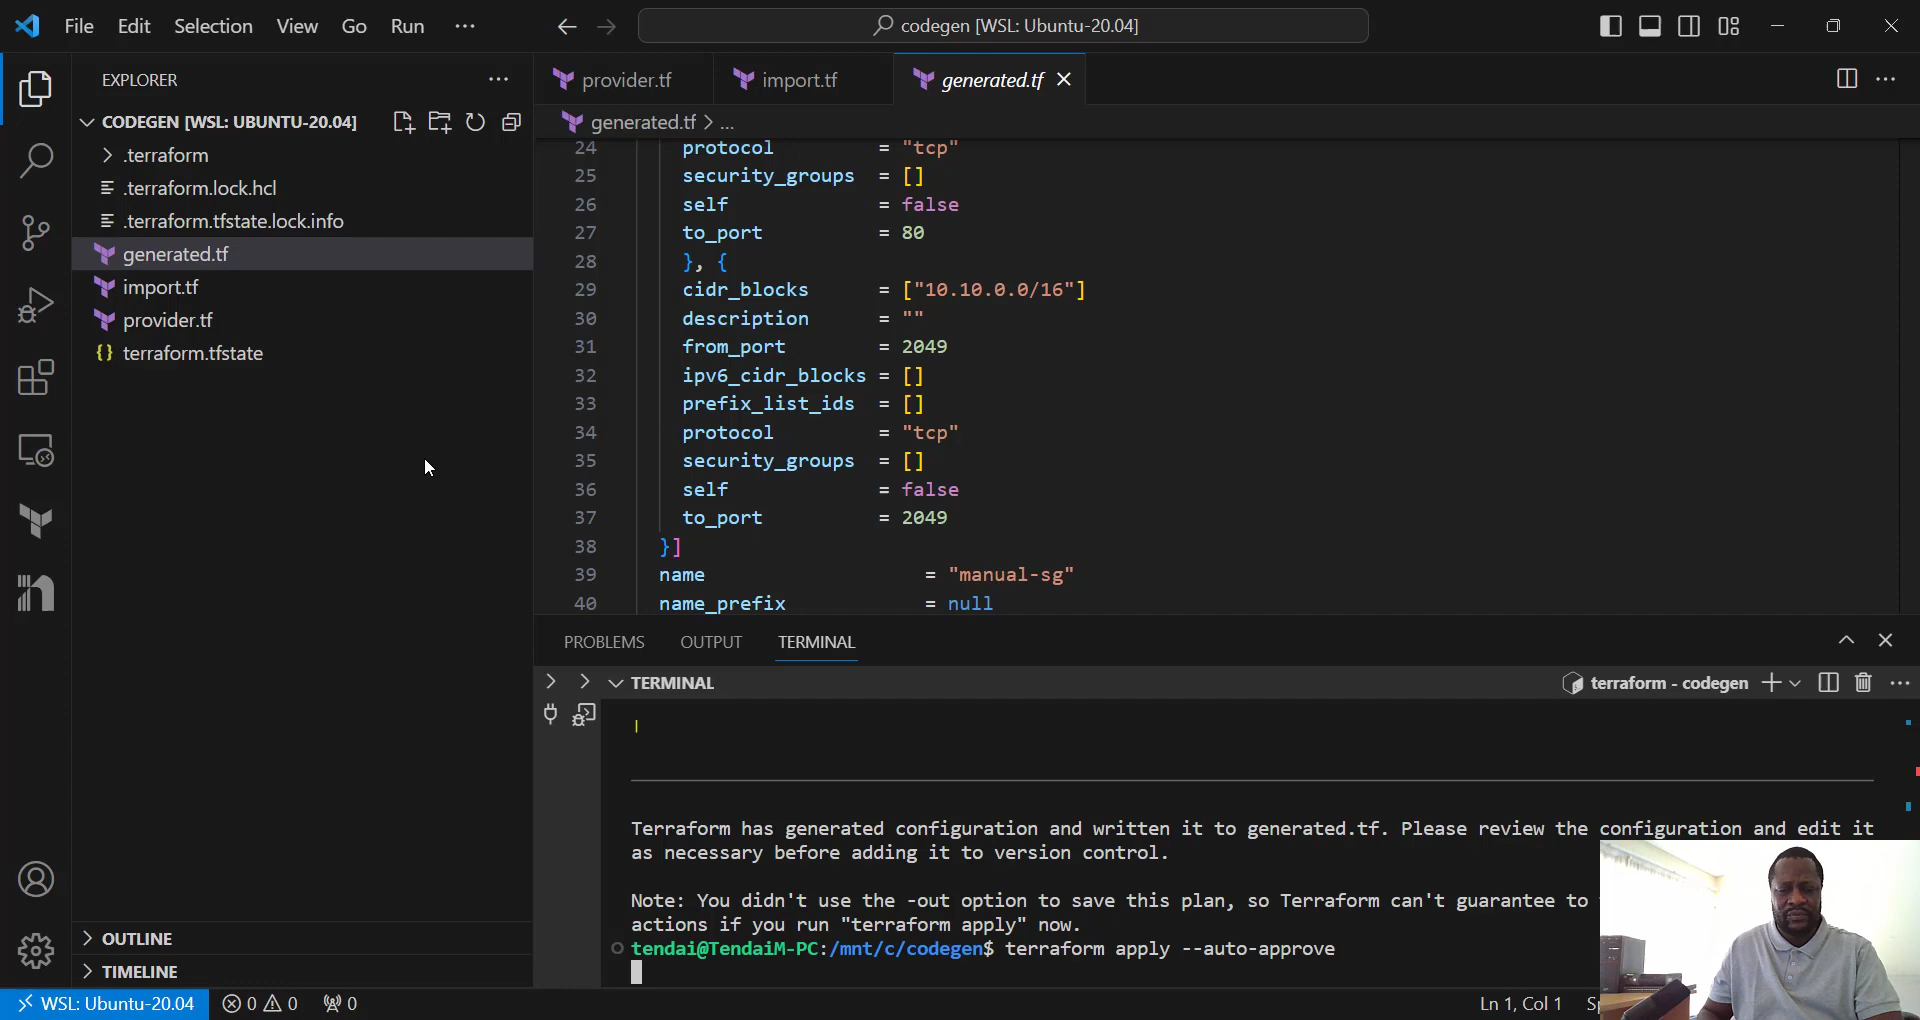 File Edit Selection View Go Run ···
codegen [WSL: Ubuntu-20.04]
EXPLORER
provider.tf
import.tf
generated.tf
CODEGEN [WSL: UBUNTU-20.04]
generated.tf > ...
.terraform
.terraform.lock.hcl
.terraform.tfstate.lock.info
generated.tf
import.tf
provider.tf
terraform.tfstate
24 protocol = "tcp"
25 security_groups = []
26 self = false
27 to_port = 80
28 }, {
29 cidr_blocks = ["10.10.0.0/16"]
30 description = ""
31 from_port = 2049
32 ipv6_cidr_blocks = []
33 prefix_list_ids = []
34 protocol = "tcp"
35 security_groups = []
36 self = false
37 to_port = 2049
38 }]
39 name = "manual-sg"
40 name_prefix = null
PROBLEMS OUTPUT TERMINAL
TERMINAL
terraform - codegen
Terraform has generated configuration and written it to generated.tf. Please review the configuration and edit it
as necessary before adding it to version control.
Note: You didn't use the -out option to save this plan, so Terraform can't guarantee to
actions if you run "terraform apply" now.
tendai@TendaiM-PC:/mnt/c/codegen$ terraform apply --auto-approve
OUTLINE
TIMELINE
WSL: Ubuntu-20.04 0 0 0
Ln 1, Col 1